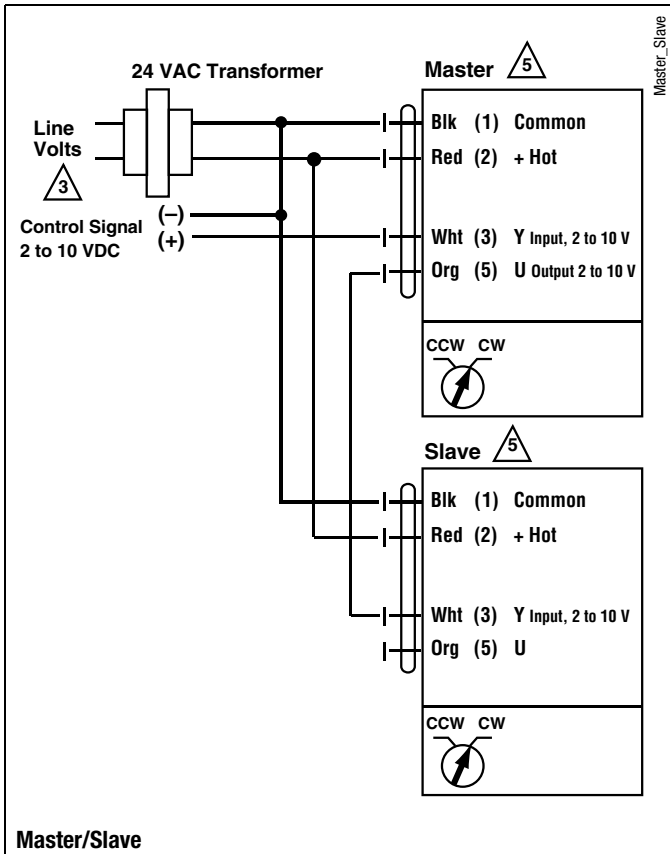 Master_Slave
24 VAC Transformer
Master 5
Line
Volts
3
Control Signal
2 to 10 VDC
(–)
(+)
Blk (1) Common
Red (2) + Hot
Wht (3) Y Input, 2 to 10 V
Org (5) U Output 2 to 10 V
CCW CW
Slave 5
Blk (1) Common
Red (2) + Hot
Wht (3) Y Input, 2 to 10 V
Org (5) U
CCW CW
Master/Slave